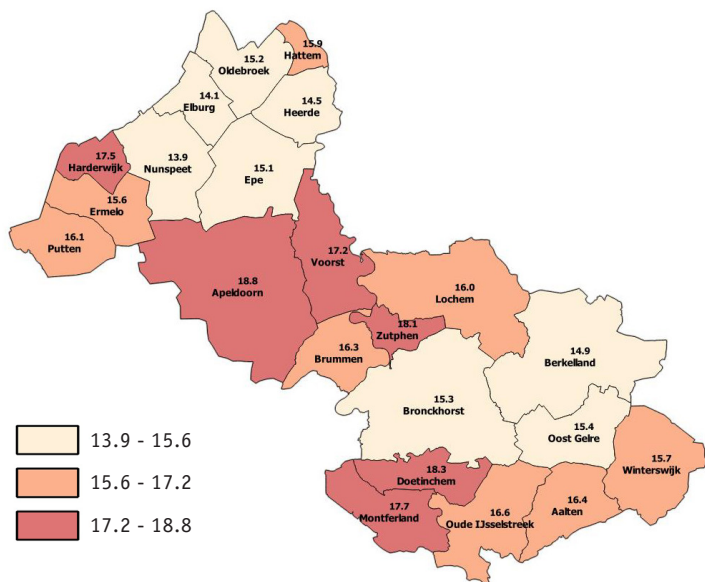 15.9
Hattem
15.2
Oldebroek
14.1
Elburg
14.5
Heerde
17.5
Harderwijk
13.9
Nunspeet
15.1
Epe
15.6
Ermelo
16.1
Putten
17.2
Voorst
18.8
Apeldoorn
16.0
Lochem
18.1
Zutphen
16.3
Brummen
14.9
Berkelland
15.3
Bronckhorst
15.4
Oost Gelre
15.7
Winterswijk
18.3
Doetinchem
17.7
Montferland
16.6
Oude IJsselstreek
16.4
Aalten
13.9 - 15.6
15.6 - 17.2
17.2 - 18.8